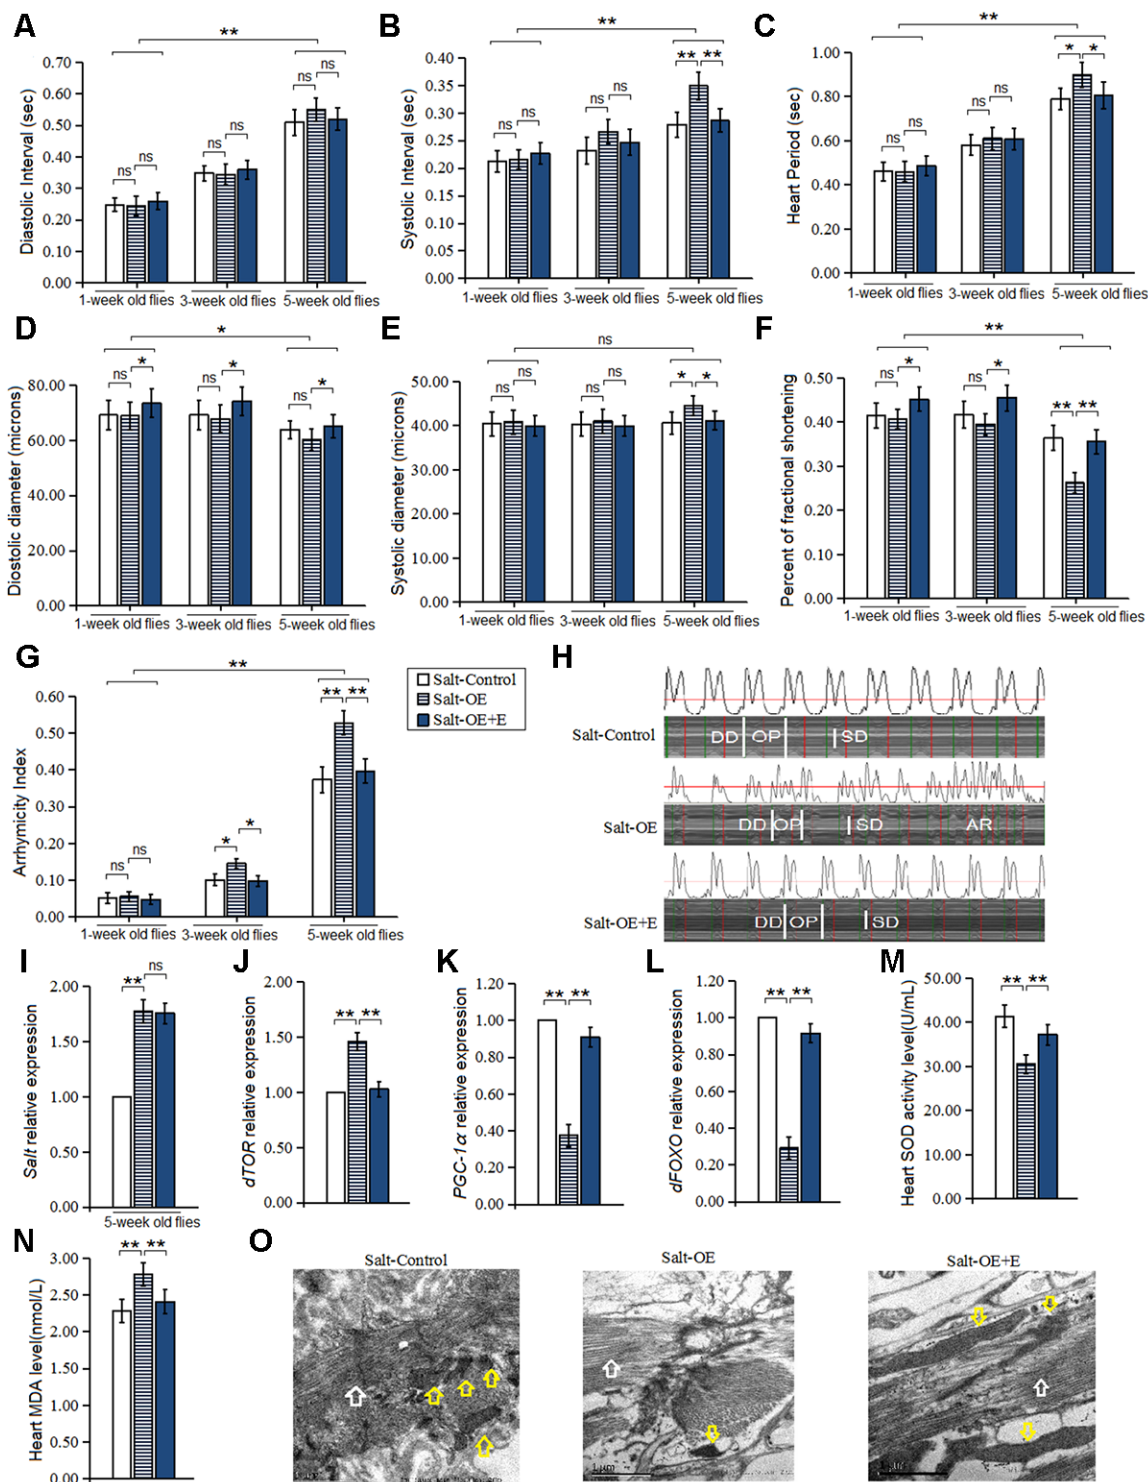 A
**
ns
ns
ns
ns
ns
ns
Diastolic Interval (sec)
0.70
0.60
0.50
0.40
0.30
0.20
0.10
0.00
1-week old flies 3-week old flies 5-week old flies
B
**
ns
ns
ns
ns
** **
Systolic Interval (sec)
0.40
0.35
0.30
0.25
0.20
0.15
0.10
0.05
0.00
1-week old flies 3-week old flies 5-week old flies
C
**
ns
ns
ns
ns
* *
Heart Period (sec)
1.00
0.80
0.60
0.40
0.20
0.00
1-week old flies 3-week old flies 5-week old flies
D
*
ns
*
ns
*
ns
*
Diostolic diameter (microns)
80.00
60.00
40.00
20.00
0.00
1-week old flies 3-week old flies 5-week old flies
E
ns
ns
ns
ns
ns
* *
Systolic diameter (microns)
50.00
40.00
30.00
20.00
10.00
0.00
1-week old flies 3-week old flies 5-week old flies
F
**
ns
*
ns
*
** **
Percent of fractional shortening
0.50
0.40
0.30
0.20
0.10
0.00
1-week old flies 3-week old flies 5-week old flies
G
**
ns
ns
*
*
** **
Arrhymicity Index
0.60
0.50
0.40
0.30
0.20
0.10
0.00
1-week old flies 3-week old flies 5-week old flies
Salt-Control
Salt-OE
Salt-OE+E
H
Salt-Control
DD OP SD
Salt-OE
DD OP SD AR
Salt-OE+E
DD OP SD
I
**
ns
Salt relative expression
2.00
1.50
1.00
0.50
0.00
5-week old flies
J
** **
dTOR relative expression
2.00
1.50
1.00
0.50
0.00
K
** **
PGC-1α relative expression
1.20
1.00
0.80
0.60
0.40
0.20
0.00
L
** **
dFOXO relative expression
1.20
1.00
0.80
0.60
0.40
0.20
0.00
M
** **
Heart SOD activity level(U/mL)
50.00
40.00
30.00
20.00
10.00
0.00
N
** **
Heart MDA level(nmol/L)
3.00
2.50
2.00
1.50
1.00
0.50
0.00
O
Salt-Control
Salt-OE
1 μm
Salt-OE+E
1 μm